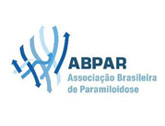 ABPAR
Associação Brasileira
de Paramiloidose